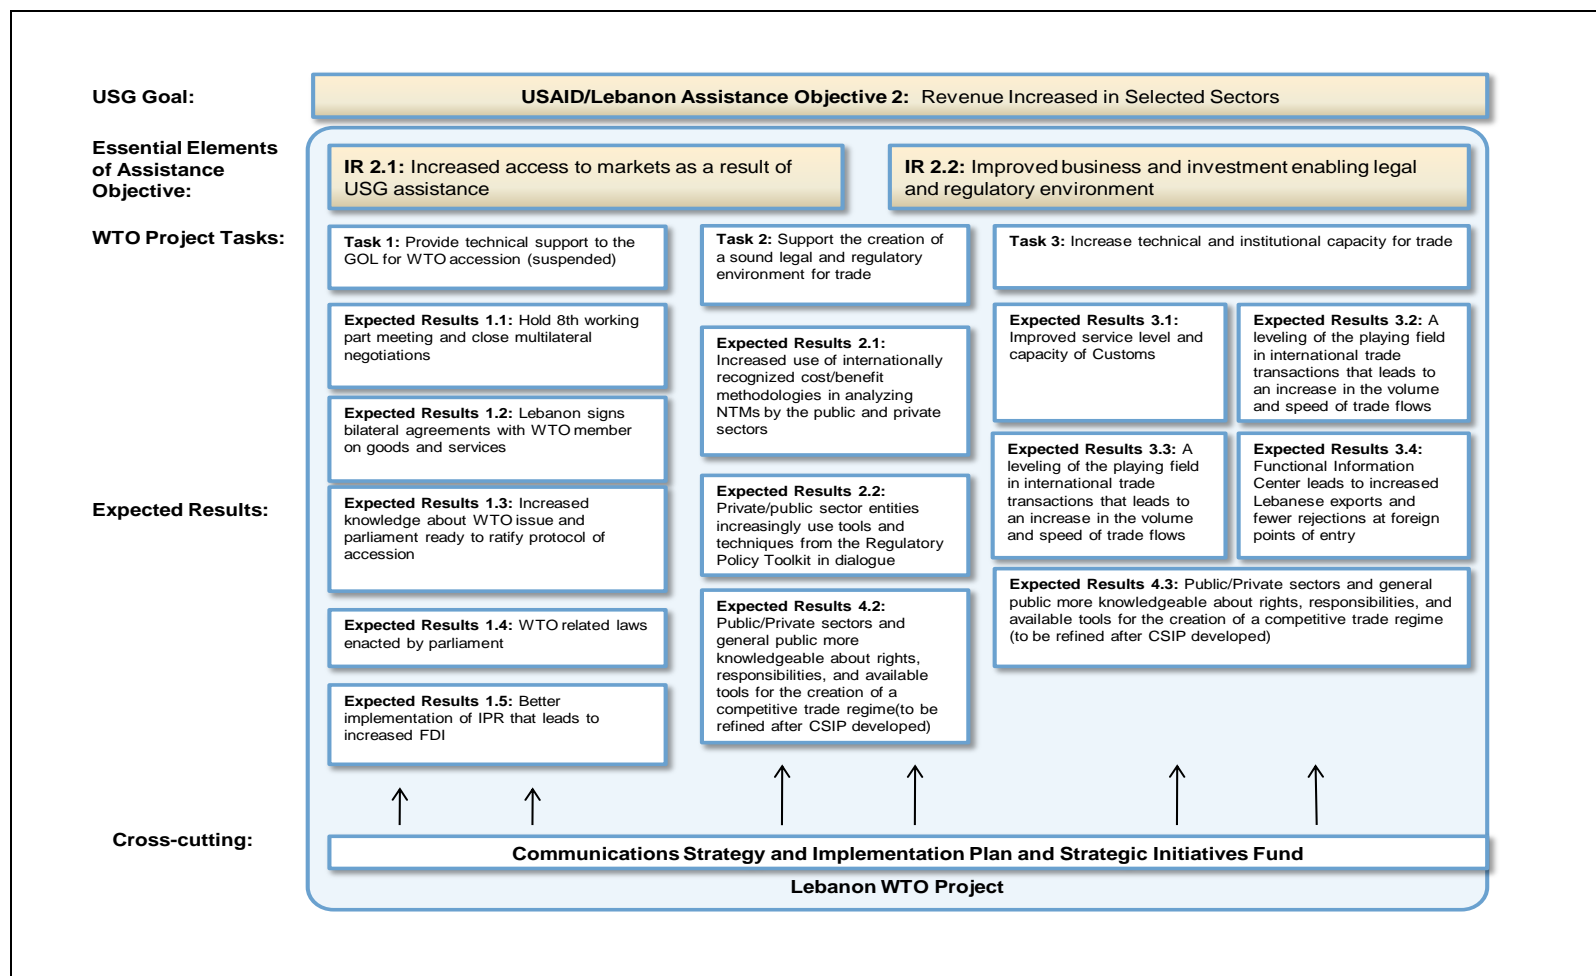 USG Goal:
USAID/Lebanon Assistance Objective 2: Revenue Increased in Selected Sectors
Essential Elements
of Assistance
Objective:
IR 2.1: Increased access to markets as a result of
USG assistance
IR 2.2: Improved business and investment enabling legal
and regulatory environment
WTO Project Tasks:
Task 1: Provide technical support to the
GOL for WTO accession (suspended)
Task 2: Support the creation of
a sound legal and regulatory
environment for trade
Task 3: Increase technical and institutional capacity for trade
Expected Results:
Expected Results 1.1: Hold 8th working
part meeting and close multilateral
negotiations
Expected Results 1.2: Lebanon signs
bilateral agreements with WTO member
on goods and services
Expected Results 1.3: Increased
knowledge about WTO issue and
parliament ready to ratify protocol of
accession
Expected Results 1.4: WTO related laws
enacted by parliament
Expected Results 1.5: Better
implementation of IPR that leads to
increased FDI
Expected Results 2.1:
Increased use of internationally
recognized cost/benefit
methodologies in analyzing
NTMs by the public and private
sectors
Expected Results 2.2:
Private/public sector entities
increasingly use tools and
techniques from the Regulatory
Policy Toolkit in dialogue
Expected Results 4.2:
Public/Private sectors and
general public more
knowledgeable about rights,
responsibilities, and available
tools for the creation of a
competitive trade regime(to be
refined after CSIP developed)
Expected Results 3.1:
Improved service level and
capacity of Customs
Expected Results 3.2: A
leveling of the playing field
in international trade
transactions that leads to
an increase in the volume
and speed of trade flows
Expected Results 3.3: A
leveling of the playing field
in international trade
transactions that leads to
an increase in the volume
and speed of trade flows
Expected Results 3.4:
Functional Information
Center leads to increased
Lebanese exports and
fewer rejections at foreign
points of entry
Expected Results 4.3: Public/Private sectors and general
public more knowledgeable about rights, responsibilities, and
available tools for the creation of a competitive trade regime
(to be refined after CSIP developed)
Cross-cutting:
Communications Strategy and Implementation Plan and Strategic Initiatives Fund
Lebanon WTO Project